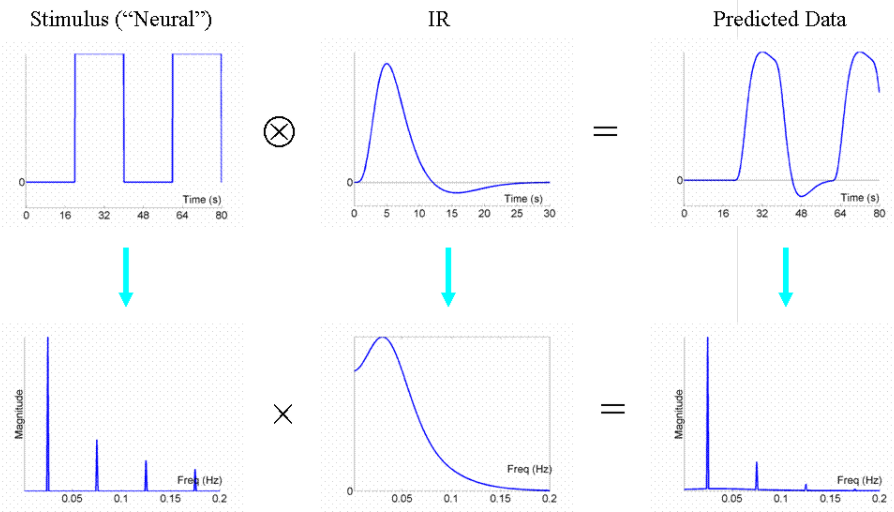 Stimulus (“Neural”)
IR
Predicted Data
0
Time (s)
0 16 32 48 64 80
⊗
0
Time (s)
0 5 10 15 20 25 30
=
0
Time (s)
0 16 32 48 64 80
Magnitude
Freq (Hz)
0.05 0.1 0.15 0.2
×
0
Freq (Hz)
0.05 0.1 0.15 0.2
=
Magnitude
Freq (Hz)
0.05 0.1 0.15 0.2